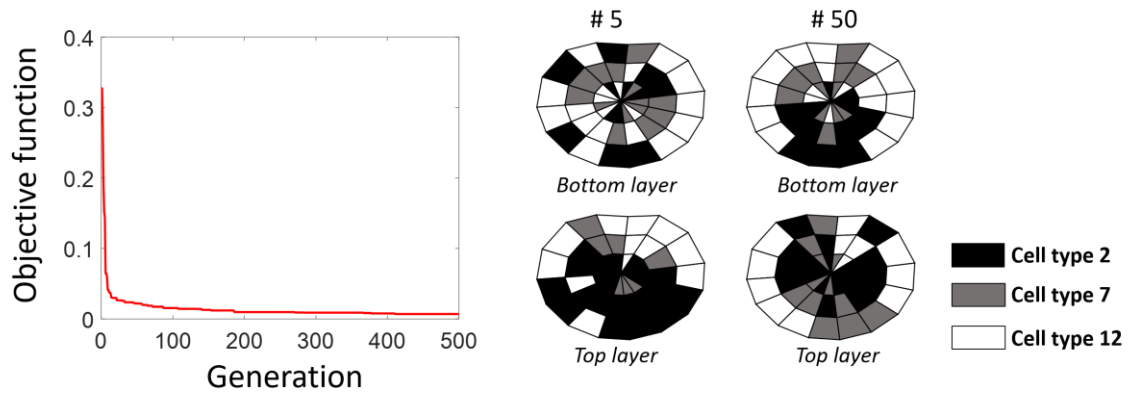 Objective function
0.4
0.3
0.2
0.1
0
0
100
200
300
400
500
Generation
# 5
# 50
Bottom layer
Bottom layer
Top layer
Top layer
Cell type 2
Cell type 7
Cell type 12